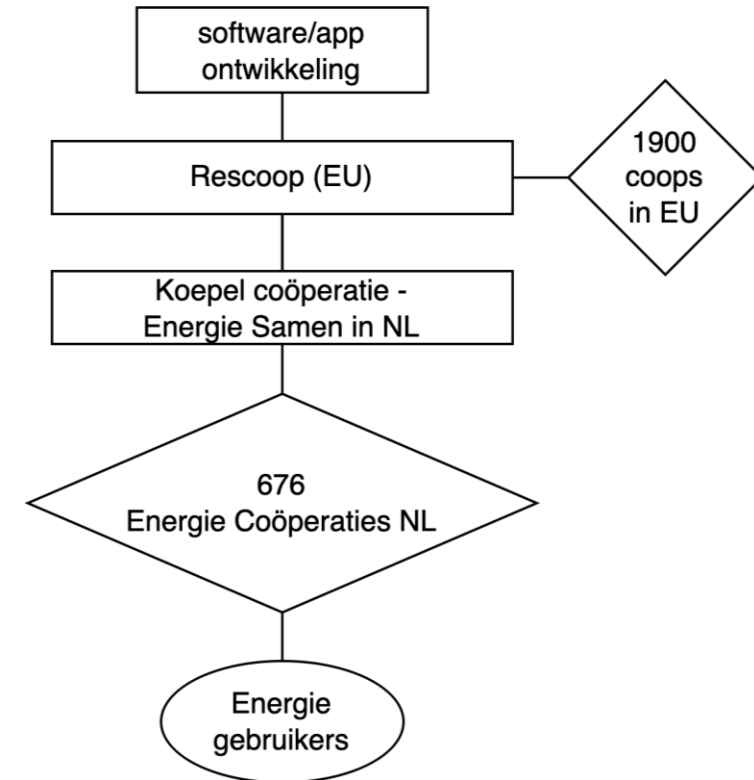 software/app
ontwikkeling
Rescoop (EU)
1900
coops
in EU
Koepel coöperatie -
Energie Samen in NL
676
Energie Coöperaties NL
Energie
gebruikers